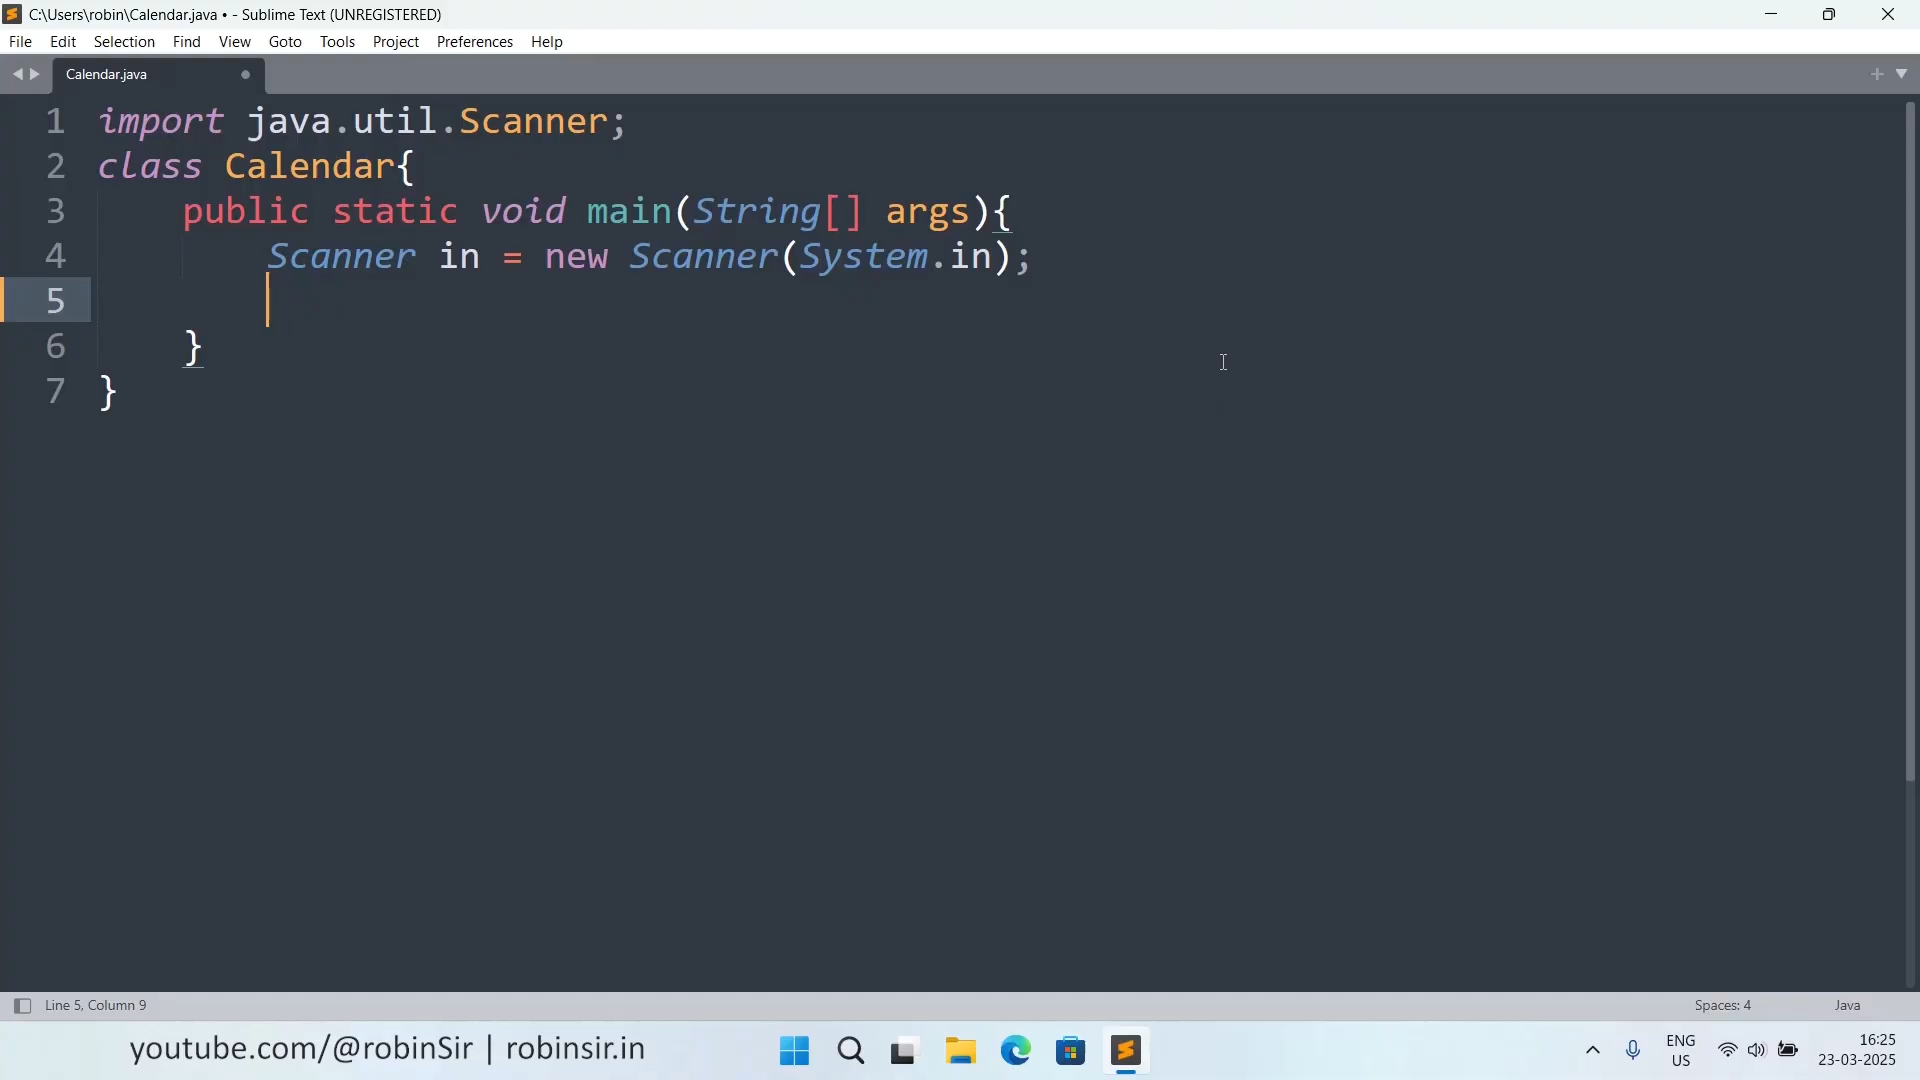 C:\Users\robin\Calendar.java • - Sublime Text (UNREGISTERED)
File Edit Selection Find View Goto Tools Project Preferences Help
Calendar.java
1 import java.util.Scanner;
2 class Calendar{
3 public static void main(String[] args){
4 Scanner in = new Scanner(System.in);
5
6 }
7 }
Line 5, Column 9
Spaces: 4
Java
youtube.com/@robinSir | robinsir.in
ENG
US
16:25
23-03-2025